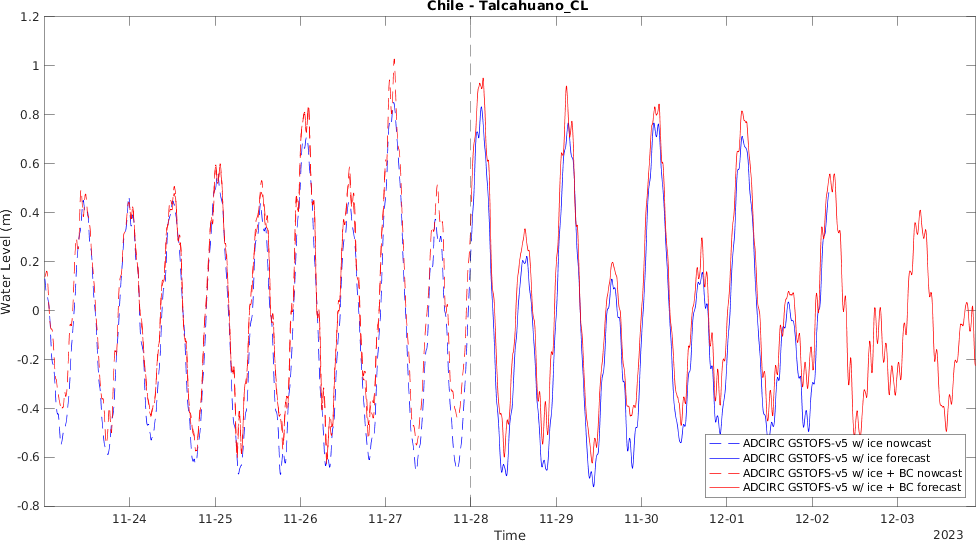 Chile - Talcahuano_CL
1.2
1
0.8
0.6
0.4
0.2
0
-0.2
-0.4
-0.6
-0.8
Water Level (m)
ADCIRC GSTOFS-v5 w/ ice nowcast
ADCIRC GSTOFS-v5 w/ ice forecast
ADCIRC GSTOFS-v5 w/ ice + BC nowcast
ADCIRC GSTOFS-v5 w/ ice + BC forecast
11-24 11-25 11-26 11-27 11-28 11-29 11-30 12-01 12-02 12-03
Time
2023